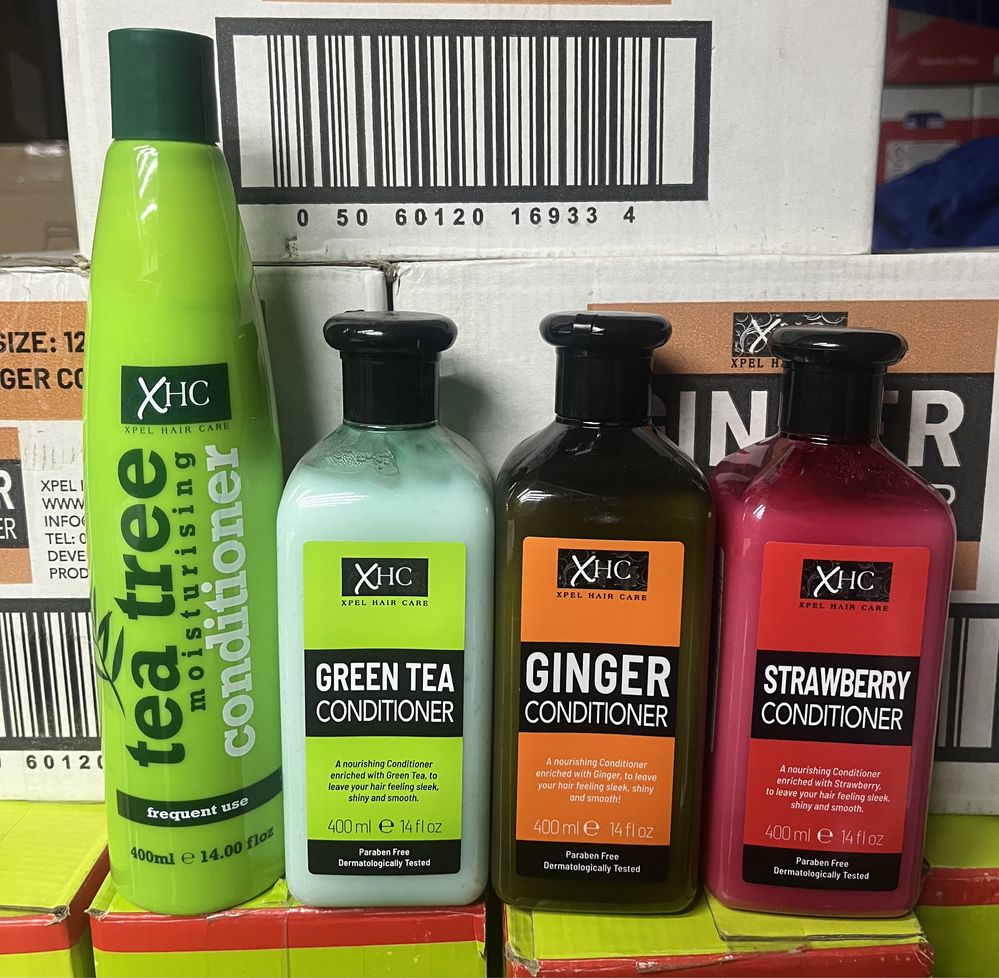 0 50 60120 16933 4
SIZE: 12
GER CO
XHC
XPEL HAIR CARE
tea tree
moisturising
conditioner
frequent use
400ml e 14.00 fl oz
XHC
XPEL HAIR CARE
GREEN TEA
CONDITIONER
A nourishing Conditioner
enriched with Green Tea, to
leave your hair feeling sleek,
shiny and smooth.
400 ml e 14 fl oz
Paraben Free
Dermatologically Tested
XHC
XPEL HAIR CARE
GINGER
CONDITIONER
A nourishing Conditioner
enriched with Ginger, to leave
your hair feeling sleek, shiny
and smooth!
400 ml e 14 fl oz
Paraben Free
Dermatologically Tested
XHC
XPEL HAIR CARE
STRAWBERRY
CONDITIONER
A nourishing Conditioner
enriched with Strawberry,
to leave your hair feeling sleek,
shiny and smooth.
400 ml e 14 fl oz
Paraben Free
Dermatologically Tested
XPEL HA
GINGER
R
ER
XPEL
WWW
INFO
TEL: 0
DEVE
PROD
60120